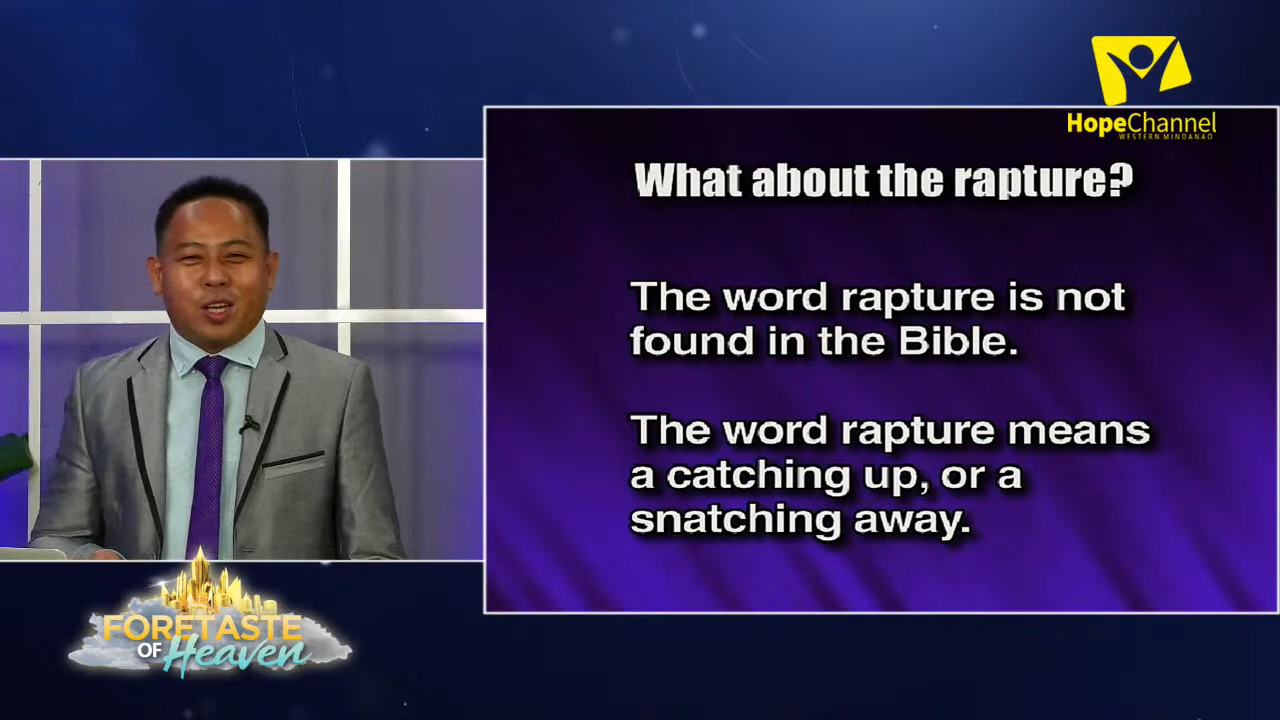 HopeChannel
WESTERN MINDANAO
What about the rapture?
The word rapture is not
found in the Bible.
The word rapture means
a catching up, or a
snatching away.
FORETASTE
OF Heaven